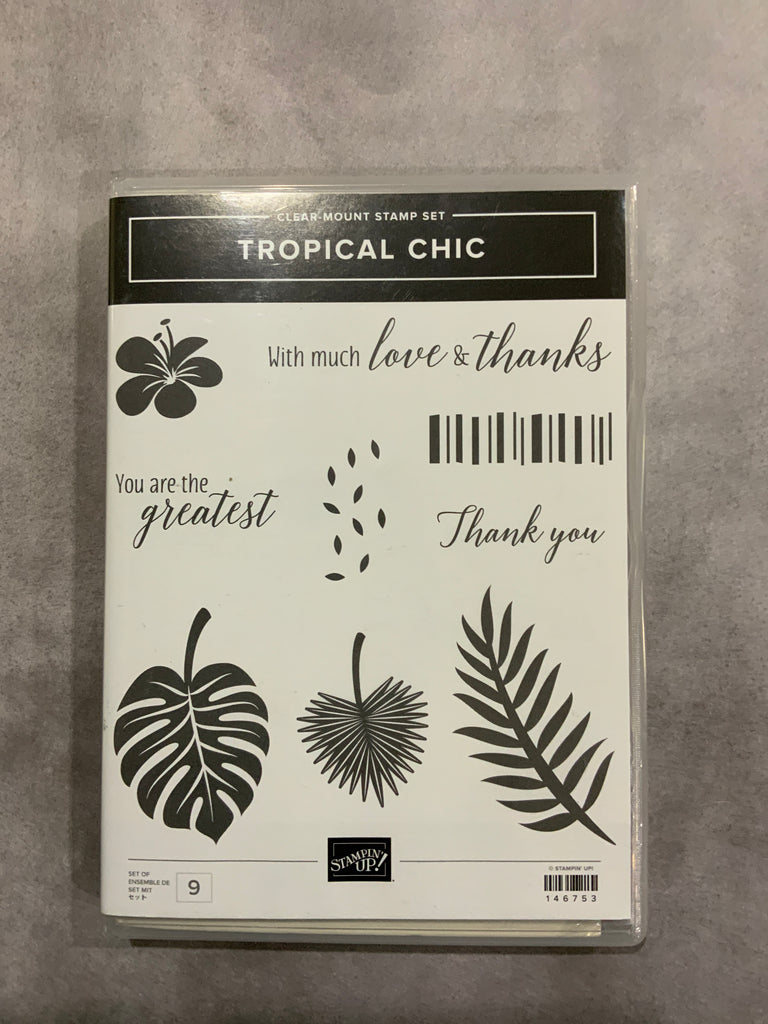 CLEAR-MOUNT STAMP SET
TROPICAL CHIC
With much love & thanks
You are the
greatest
Thank you
SET OF
ENSEMBLE DE
SET MIT
セット
9
STAMPIN' UP!
© STAMPIN' UP!
146753